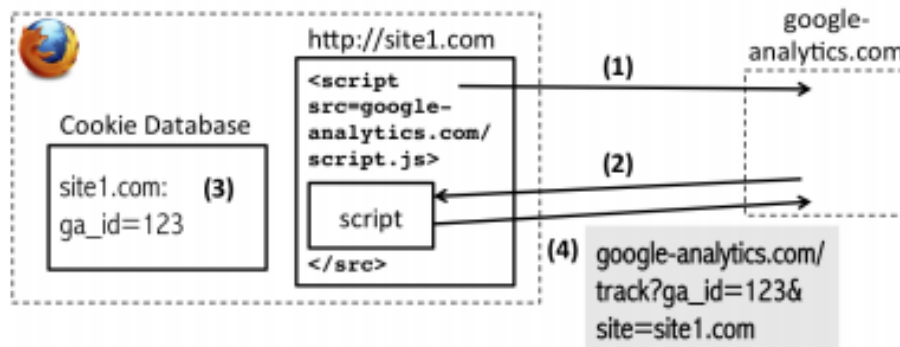 http://site1.com
google-
analytics.com
(1)
<script
src=google-
analytics.com/
script.js>
Cookie Database
site1.com:
(3)
ga_id=123
(2)
script
</src>
(4)
google-analytics.com/
track?ga_id=123&
site=site1.com